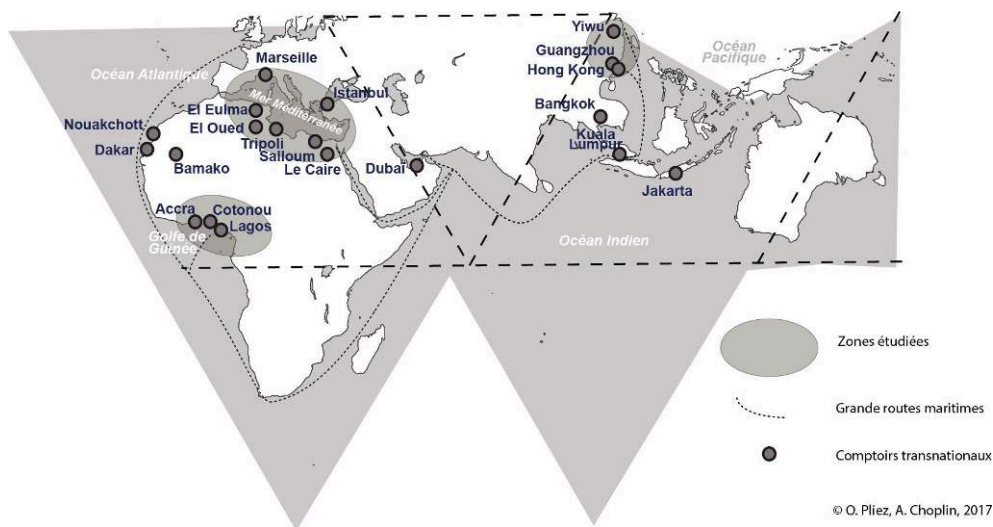 Yiwu
Océan
Pacifique
Guangzhou
Hong Kong
Marseille
Océan Atlantique
Istanbul
Mer Méditerranée
El Eulma
El Oued
Bangkok
Nouakchott
Dakar
Bamako
Tripoli
Salloum
Le Caire
Dubaï
Kuala
Lumpur
Jakarta
Accra
Cotonou
Lagos
Golfe de
Guinée
Océan Indien
Zones étudiées
Grande routes maritimes
Comptoirs transnationaux
© O. Pliez, A. Choplin, 2017